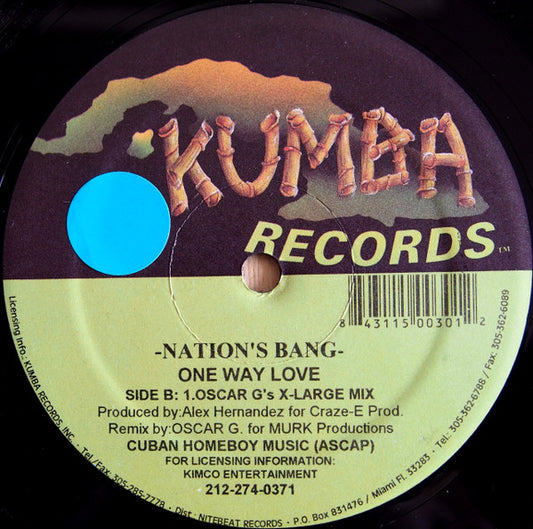 KUMBA
RECORDS™
8 43115 00301 2
-NATION'S BANG-
ONE WAY LOVE
SIDE B: 1.OSCAR G's X-LARGE MIX
Produced by:Alex Hernandez for Craze-E Prod.
Remix by:OSCAR G. for MURK Productions
CUBAN HOMEBOY MUSIC (ASCAP)
FOR LICENSING INFORMATION:
KIMCO ENTERTAINMENT
212-274-0371
Licensing Info.: KUMBA RECORDS, INC. - Tel./Fax. 305-285-7778 - Dist.: NITEBEAT RECORDS - P.O. Box 831476 / Miami Fl. 33283 - Tel. 305-362-6788 / Fax: 305-362-6089